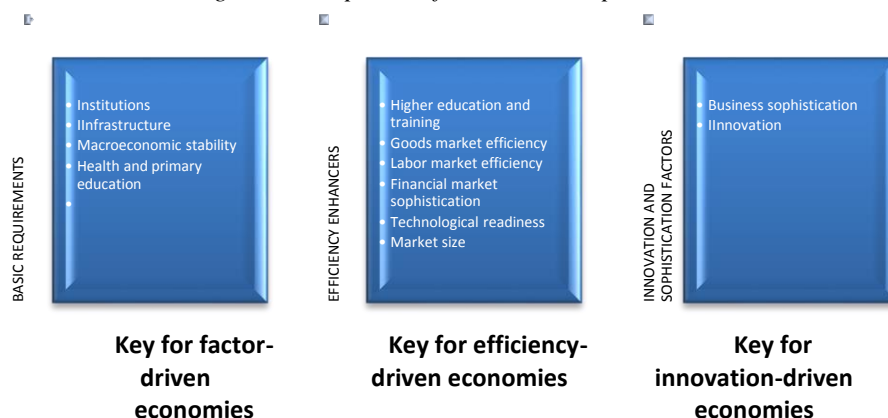 BASIC REQUIREMENTS
• Institutions
• IInfrastructure
• Macroeconomic stability
• Health and primary
education
•
Key for factor-
driven
economies
EFFICIENCY ENHANCERS
• Higher education and
training
• Goods market efficiency
• Labor market efficiency
• Financial market
sophistication
• Technological readiness
• Market size
Key for efficiency-
driven economies
INNOVATION AND
SOPHISTICATION FACTORS
• Business sophistication
• IInnovation
Key for
innovation-driven
economies